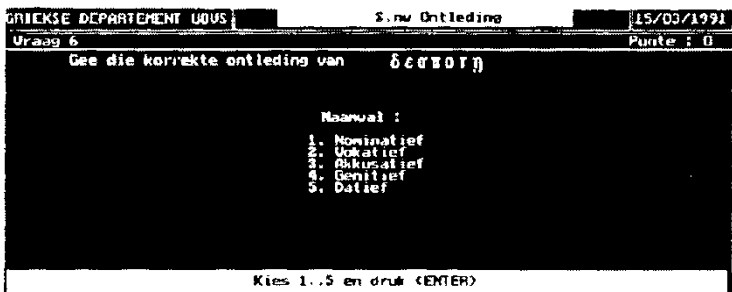 GRIEKSE DEPARTEMENT UOVS S.nw Ontleding 15/03/1991
Vraag 6 Punte : 0
Gee die korrekte ontleding van δεσποτῃ
Naamval :
1. Nominatief
2. Vokatief
3. Akkusatief
4. Genitief
5. Datief
Kies 1..5 en druk <ENTER>